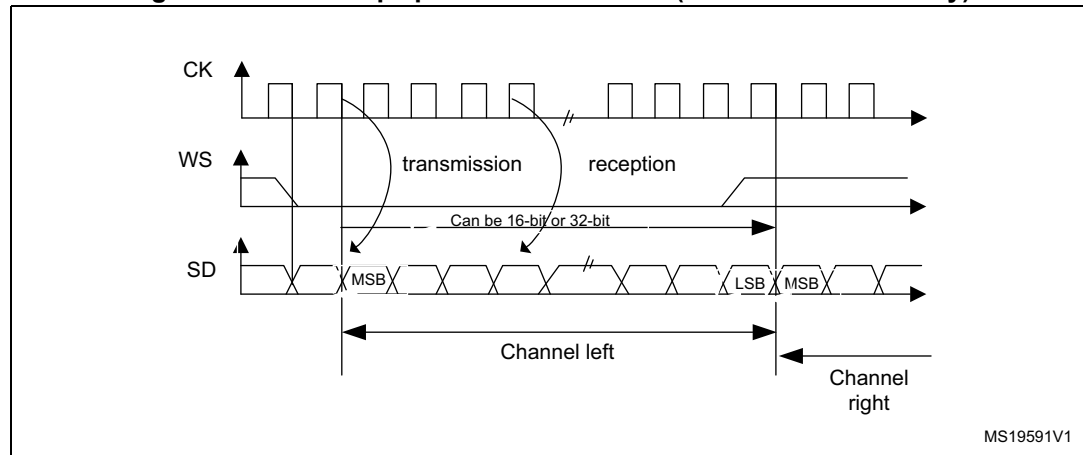 CK
transmission
reception
WS
Can be 16-bit or 32-bit
SD
MSB
LSB
MSB
Channel left
Channel
right
MS19591V1